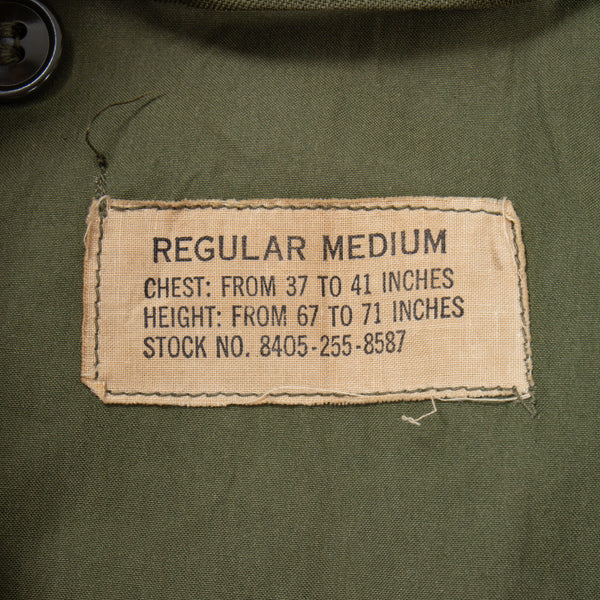 REGULAR MEDIUM
CHEST: FROM 37 TO 41 INCHES
HEIGHT: FROM 67 TO 71 INCHES
STOCK NO. 8405-255-8587